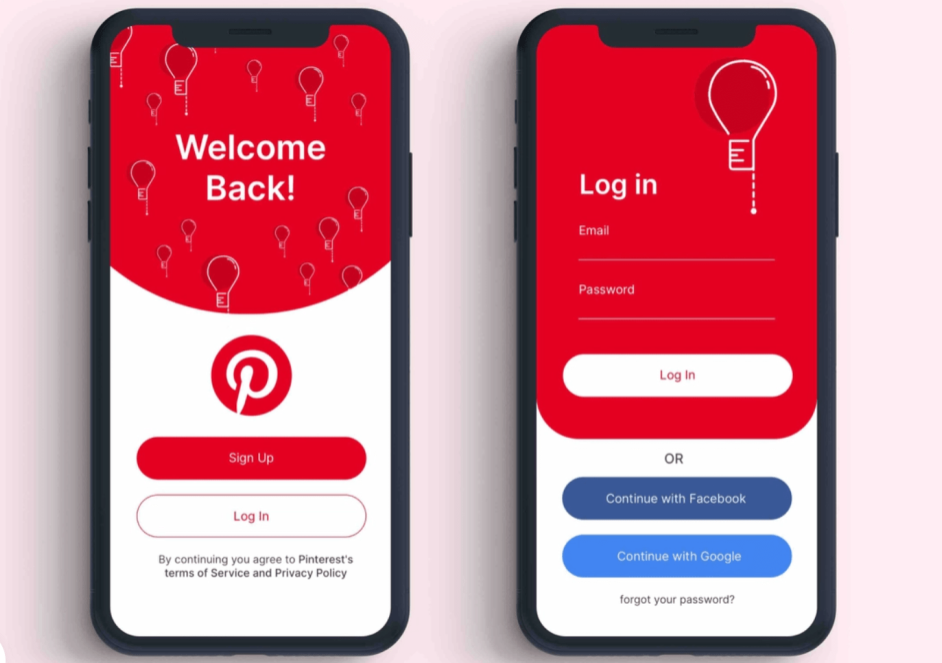 Welcome
Back!
Sign Up
Log In
By continuing you agree to Pinterest's
terms of Service and Privacy Policy
Log in
Email
Password
Log In
OR
Continue with Facebook
Continue with Google
forgot your password?